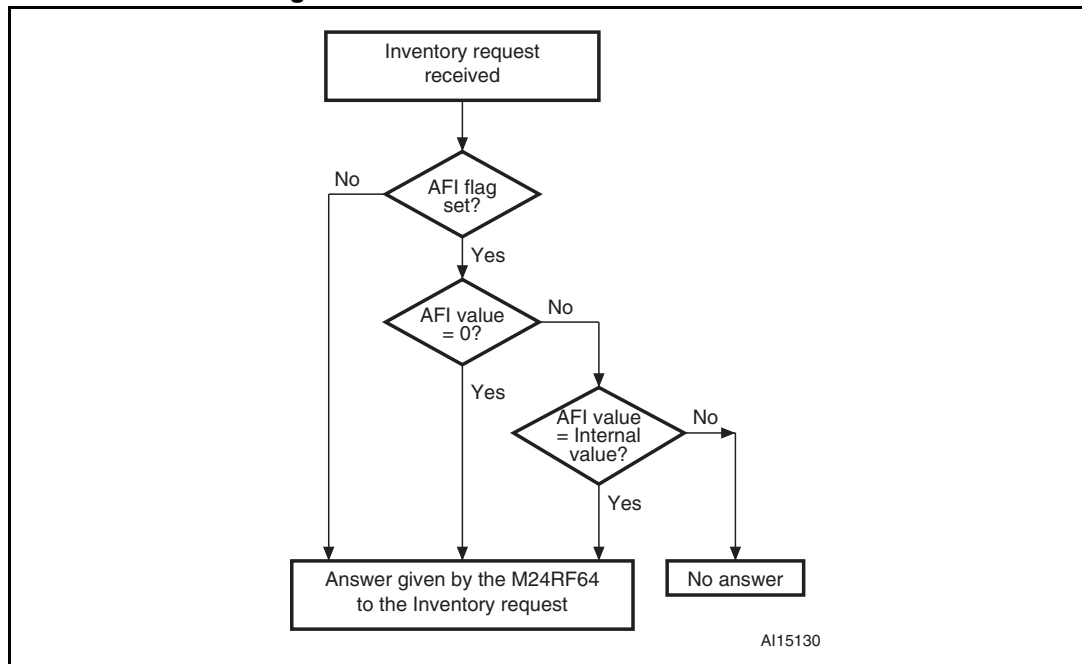 Inventory request
received
No
AFI flag
set?
Yes
AFI value
= 0?
No
Yes
AFI value
= Internal
value?
No
Yes
Answer given by the M24RF64
to the Inventory request
No answer
AI15130